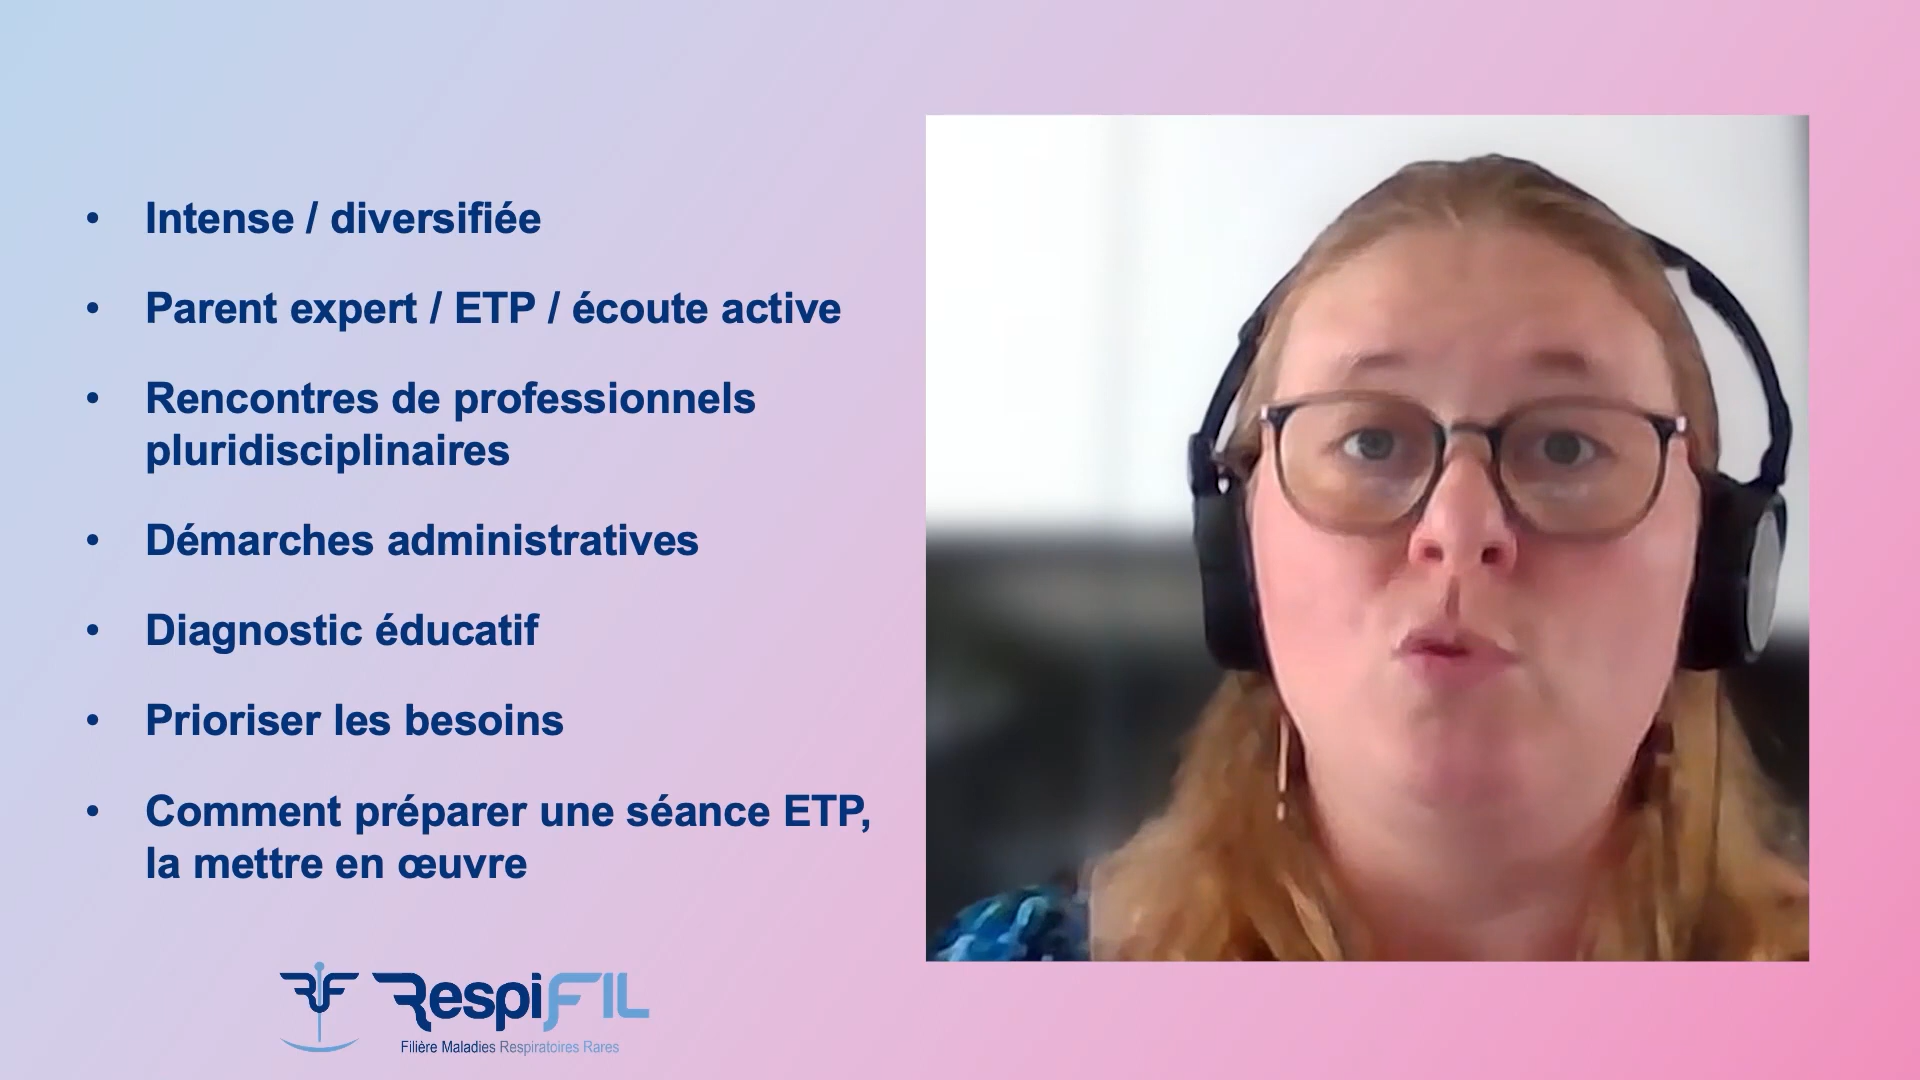 • Intense / diversifiée
• Parent expert / ETP / écoute active
• Rencontres de professionnels
pluridisciplinaires
• Démarches administratives
• Diagnostic éducatif
• Prioriser les besoins
• Comment préparer une séance ETP,
la mettre en œuvre
RespiFIL
Filière Maladies Respiratoires Rares